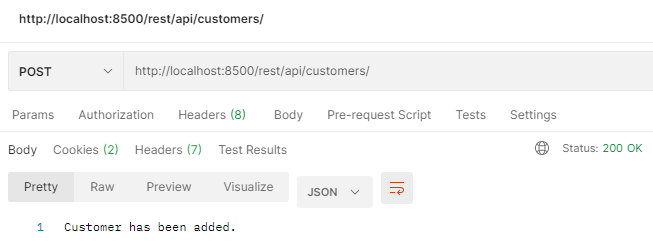 http://localhost:8500/rest/api/customers/
POST http://localhost:8500/rest/api/customers/
Params Authorization Headers (8) Body Pre-request Script Tests Settings
Body Cookies (2) Headers (7) Test Results Status: 200 OK
Pretty Raw Preview Visualize JSON
1 Customer has been added.